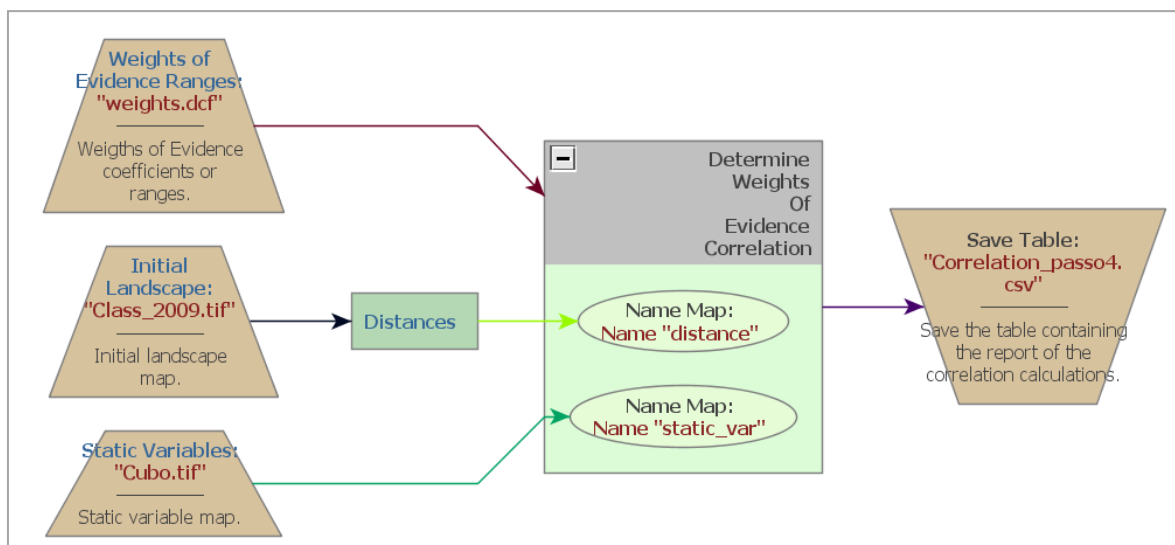 Weights of
Evidence Ranges:
"weights.dcf"
Weigths of Evidence
coefficients or
ranges.
Initial
Landscape:
"Class_2009.tif"
Initial landscape
map.
Static Variables:
"Cubo.tif"
Static variable map.
Distances
Determine
Weights
Of
Evidence
Correlation
Name Map:
Name "distance"
Name Map:
Name "static_var"
Save Table:
"Correlation_passo4.
csv"
Save the table containing
the report of the
correlation calculations.